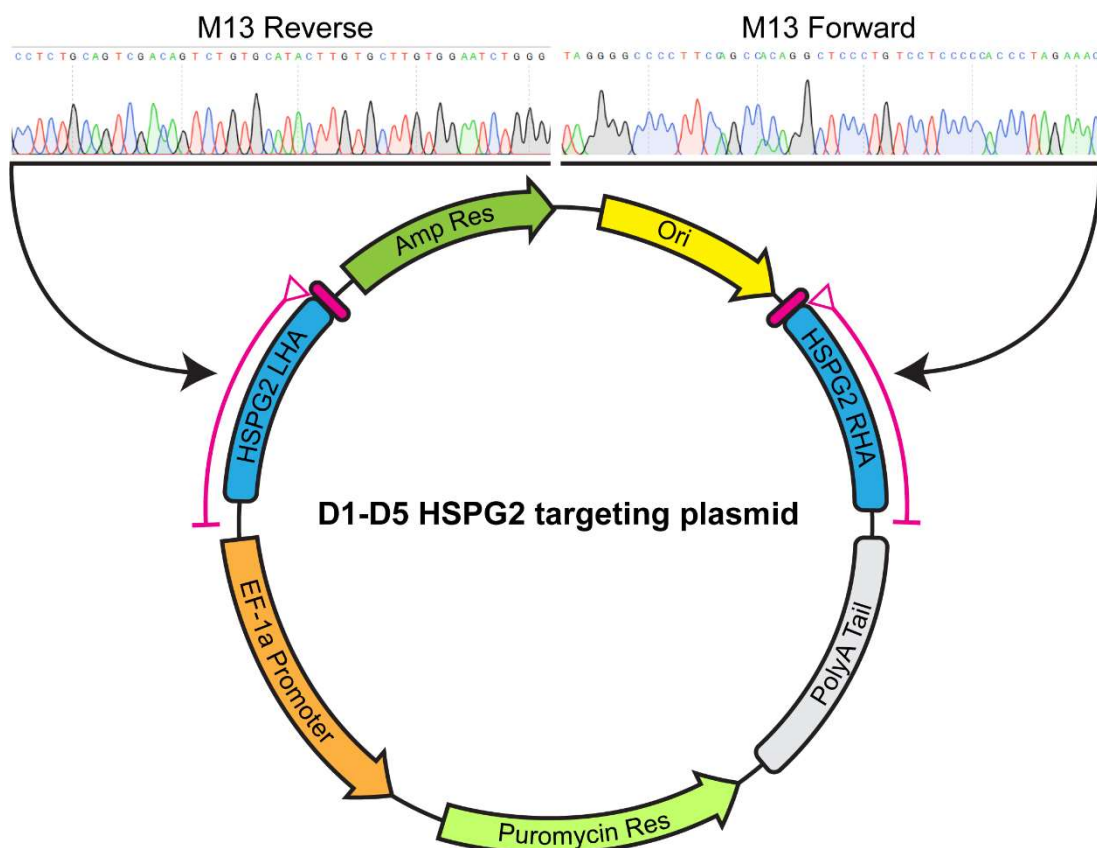 M13 Reverse
M13 Forward
CCTCTGCAGTCGACAGTCTGTGCATACTTGTGCTTGTGGAATCTGGG
TAGGGGCCCCTTCCAGCCACAGGCTCCCTGTCCTCCCCCACCCTAGAAAC
Amp Res
Ori
HSPG2 LHA
HSPG2 RHA
D1-D5 HSPG2 targeting plasmid
EF-1a Promoter
PolyA Tail
Puromycin Res